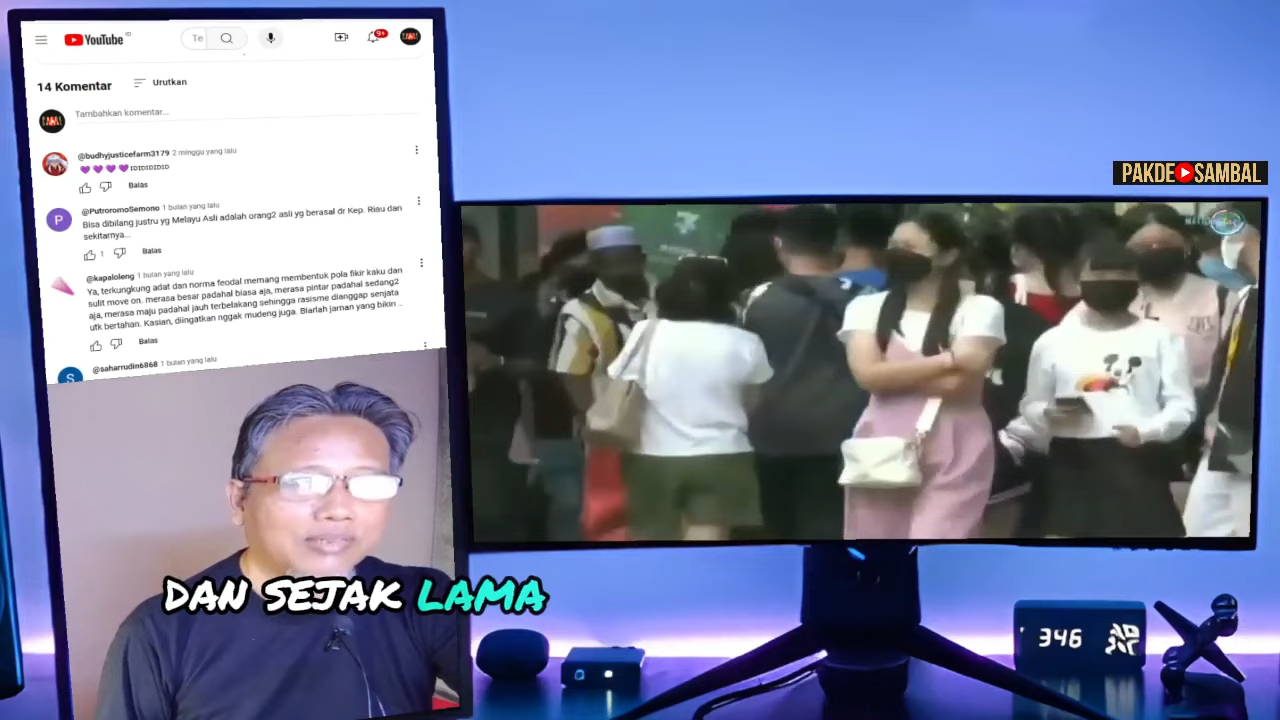 YouTube ID
Te
9+
14 Komentar
Urutkan
Tambahkan komentar...
@budhyjusticefarm3179 2 minggu yang lalu
💜💜💜💜IDIDIDIDID
Balas
P
@PutroromoSemono 1 bulan yang lalu
Bisa dibilang justru yg Melayu Asli adalah orang2 asli yg berasal dr Kep. Riau dan
sekitarnya...
1
Balas
@kapaloleng 1 bulan yang lalu
Ya, terkungkung adat dan norma feodal memang membentuk pola fikir kaku dan
sulit move on. merasa besar padahal biasa aja, merasa pintar padahal sedang2
aja, merasa maju padahal jauh terbelakang sehingga rasisme dianggap senjata
utk bertahan. Kasian, diingatkan nggak mudeng juga. Biarlah jaman yang bikin ..
Balas
S
@saharrudin6868 1 bulan yang lalu
DAN SEJAK LAMA
PAKDE SAMBAL
346